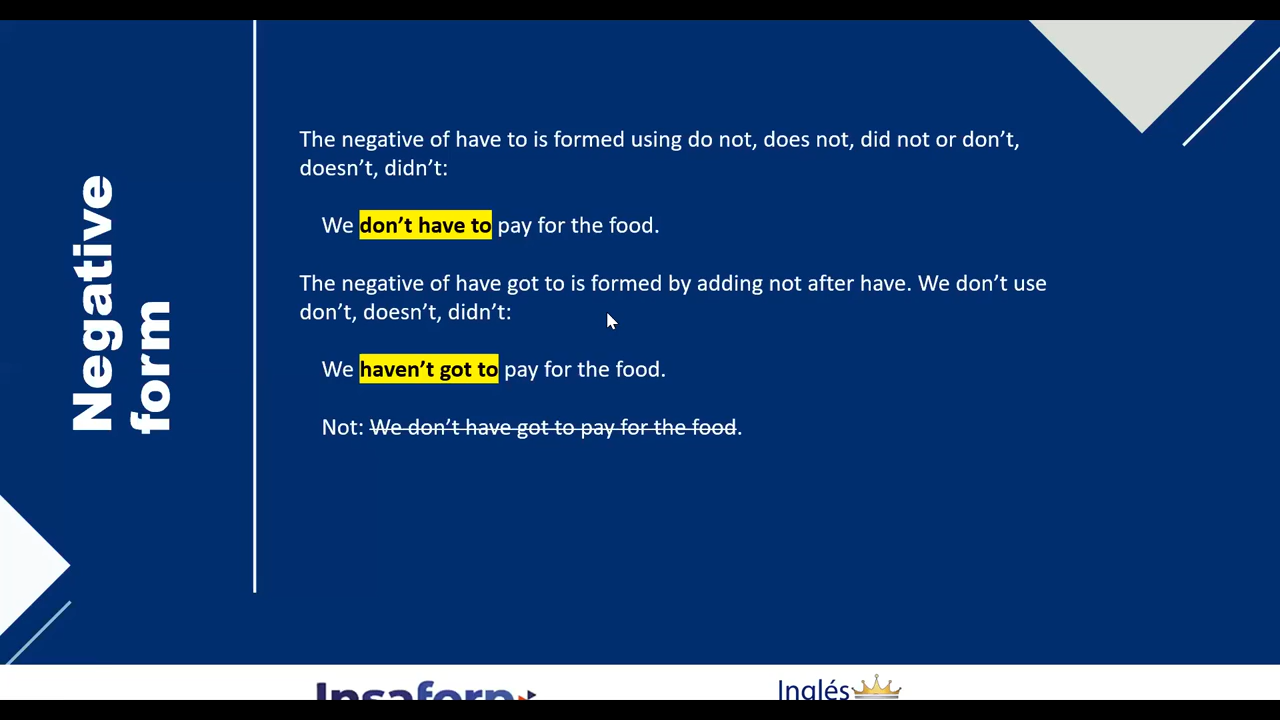 Negative
form
The negative of have to is formed using do not, does not, did not or don’t,
doesn’t, didn’t:
We don’t have to pay for the food.
The negative of have got to is formed by adding not after have. We don’t use
don’t, doesn’t, didn’t:
We haven’t got to pay for the food.
Not: We don’t have got to pay for the food.
Insaforp
Inglés